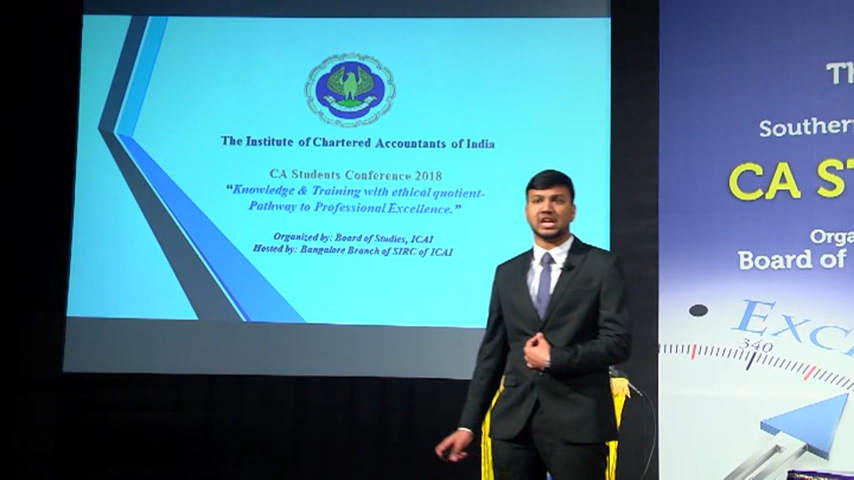 The Institute of Chartered Accountants of India
CA Students Conference 2018
“Knowledge & Training with ethical quotient-
Pathway to Professional Excellence.”
Organized by: Board of Studies, ICAI
Hosted by: Bangalore Branch of SIRC of ICAI
Th
Souther
CA S
Orga
Board of
Exc
340